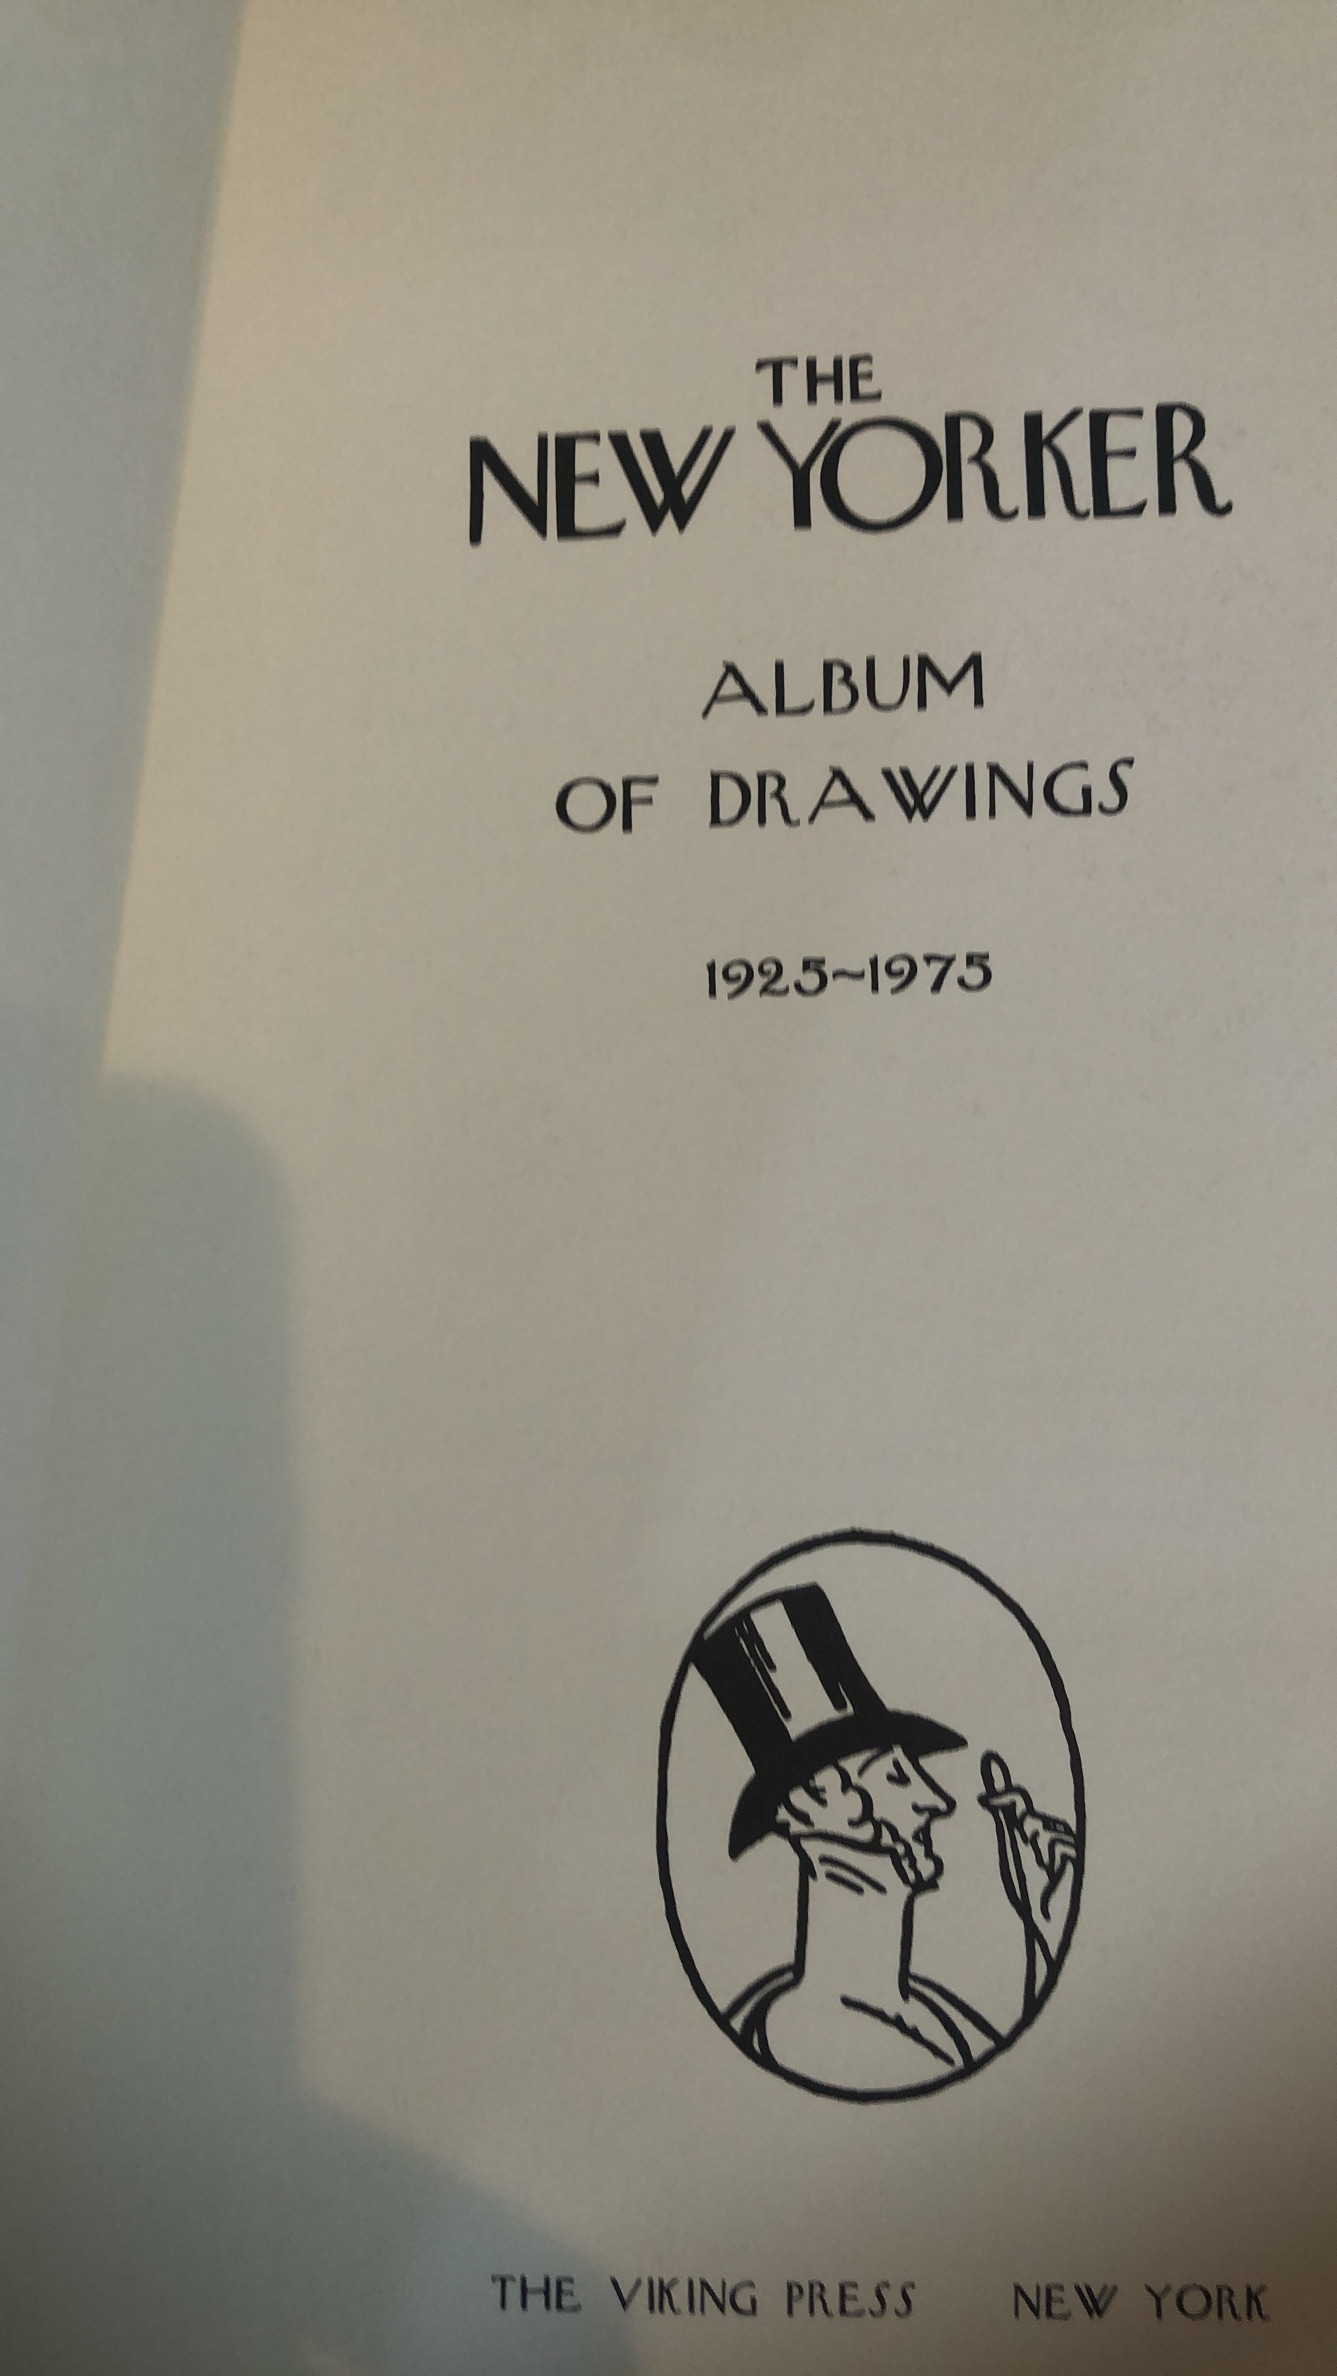 THE
NEW YORKER
ALBUM
OF DRAWINGS
1925~1975
THE VIKING PRESS NEW YORK